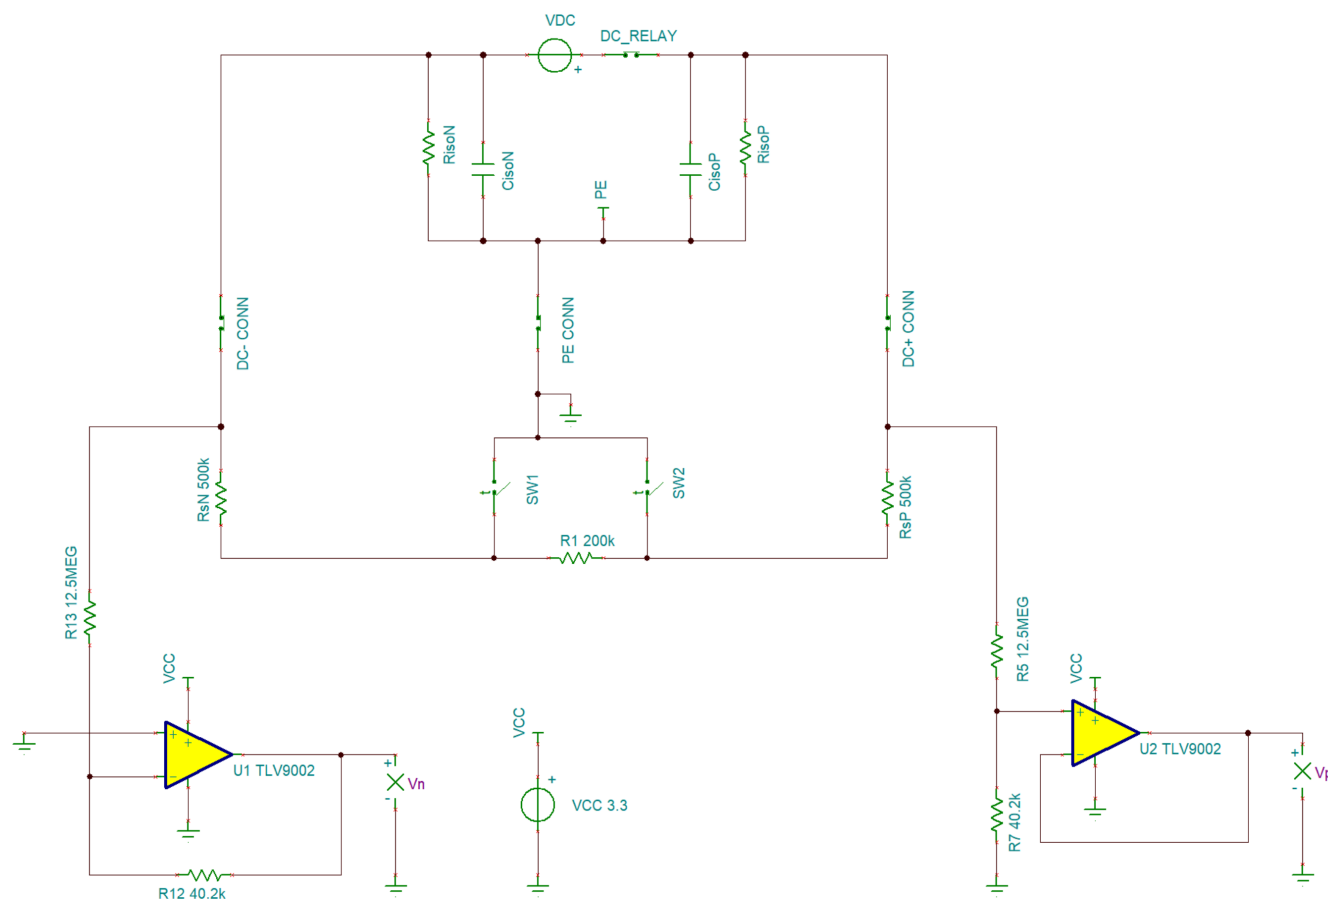 VDC
DC_RELAY
+
RisoN
CisoN
CisoP
RisoP
PE
DC- CONN
PE CONN
DC+ CONN
RsN 500k
t
SW1
t
SW2
RsP 500k
R1 200k
R13 12.5MEG
R5 12.5MEG
VCC
VCC
VCC
+
+
-
U1 TLV9002
+
-
Vn
+
VCC 3.3
+
+
-
U2 TLV9002
+
-
Vp
R7 40.2k
R12 40.2k